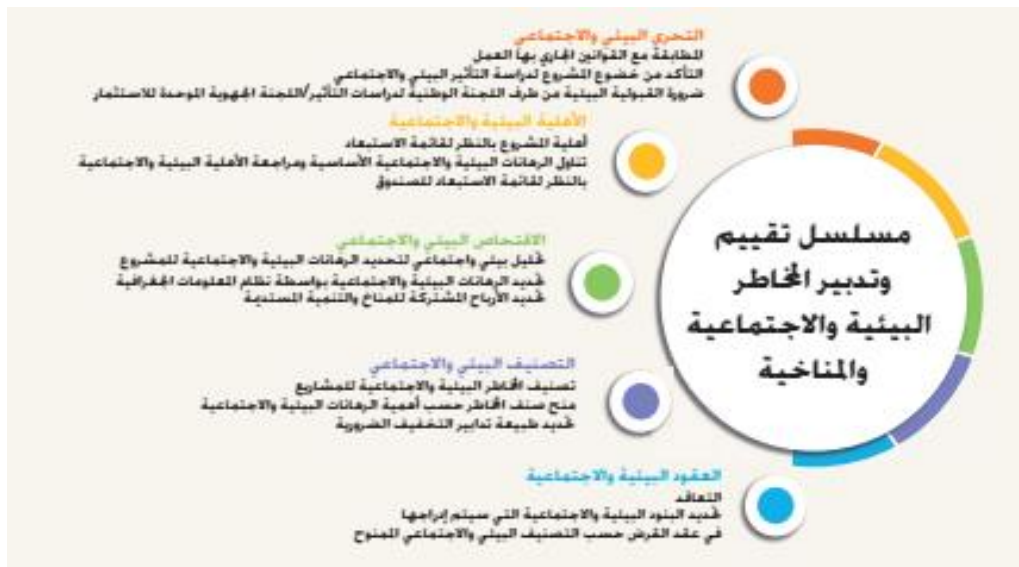 مسلسل تقييم
وتدبير المخاطر
البيئية والاجتماعية
والمناخية
التحري البيئي والاجتماعي
المطابقة مع القوانين الجاري بها العمل
التأكد من خضوع المشروع لدراسة التأثير البيئي والاجتماعي
ضرورة القبولية البيئية من طرف اللجنة الوطنية لدراسات التأثير/اللجنة الجهوية الموحدة للاستثمار
الأهلية البيئية والاجتماعية
أهلية المشروع بالنظر لقائمة الاستبعاد
تناول الرهانات البيئية والاجتماعية الأساسية ومراجعة الأهلية البيئية والاجتماعية
بالنظر لقائمة الاستبعاد للصندوق
الافتحاص البيئي والاجتماعي
تحليل بيئي واجتماعي لتحديد الرهانات البيئية والاجتماعية للمشروع
تحديد الرهانات البيئية والاجتماعية بواسطة نظام المعلومات الجغرافية
تحديد الأرباح المشتركة للمناخ والتنمية المستديمة
التصنيف البيئي والاجتماعي
تصنيف المخاطر البيئية والاجتماعية للمشاريع
منح صنف المخاطر حسب أهمية الرهانات البيئية والاجتماعية
تحديد طبيعة تدابير التخفيف الضرورية
العقود البيئية والاجتماعية
التعاقد
تحديد البنود البيئية والاجتماعية التي سيتم إدراجها
في عقد القرض حسب التصنيف البيئي والاجتماعي الممنوح